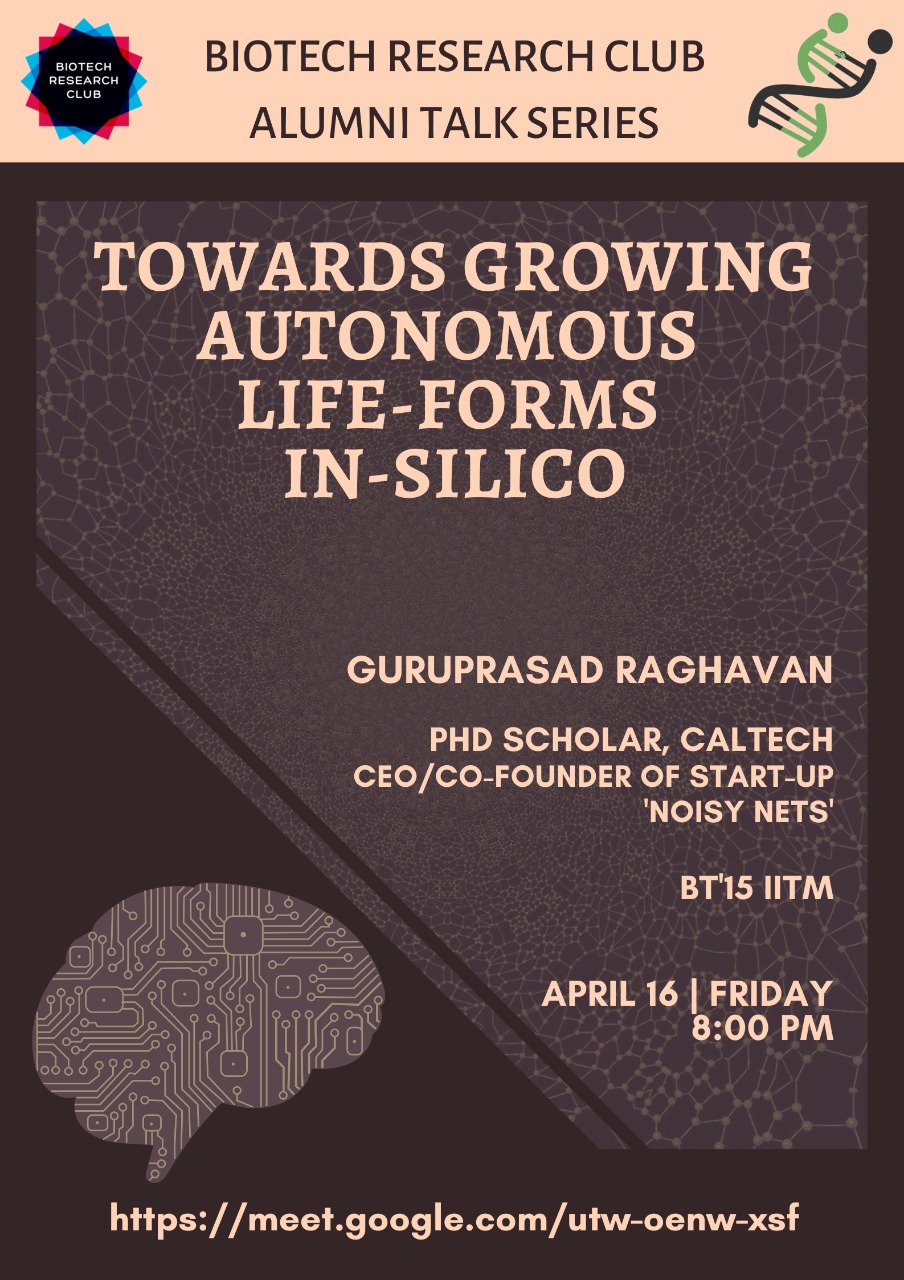 BIOTECH
RESEARCH
CLUB
BIOTECH RESEARCH CLUB
ALUMNI TALK SERIES
TOWARDS GROWING
AUTONOMOUS
LIFE-FORMS
IN-SILICO
GURUPRASAD RAGHAVAN
PHD SCHOLAR, CALTECH
CEO/CO-FOUNDER OF START-UP
'NOISY NETS'
BT'15 IITM
APRIL 16 | FRIDAY
8:00 PM
https://meet.google.com/utw-oenw-xsf